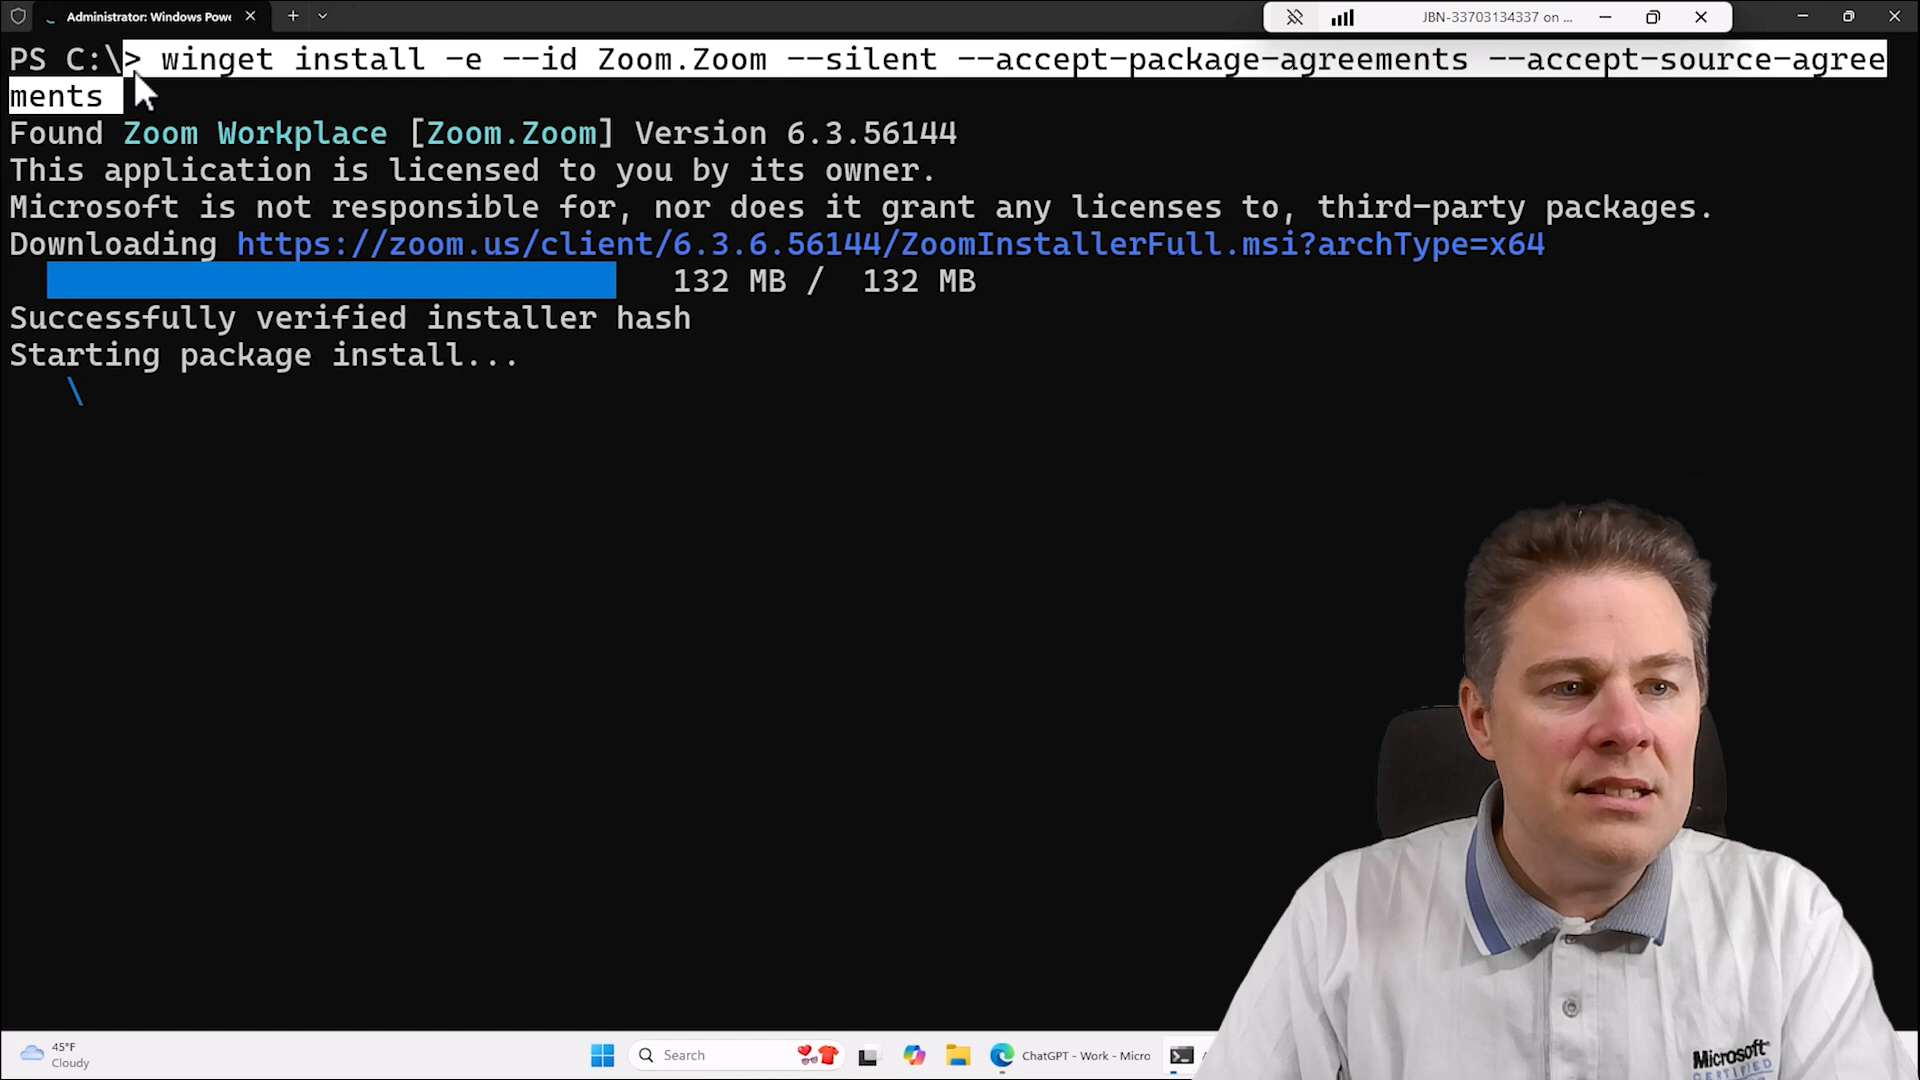 Administrator: Windows Powe
JBN-33703134337 on ...
PS C:\> winget install -e --id Zoom.Zoom --silent --accept-package-agreements --accept-source-agree
ments
Found Zoom Workplace [Zoom.Zoom] Version 6.3.56144
This application is licensed to you by its owner.
Microsoft is not responsible for, nor does it grant any licenses to, third-party packages.
Downloading https://zoom.us/client/6.3.6.56144/ZoomInstallerFull.msi?archType=x64
132 MB / 132 MB
Successfully verified installer hash
Starting package install...
\
45°F
Cloudy
Search
ChatGPT - Work - Micro
Microsoft
CERTIFIED